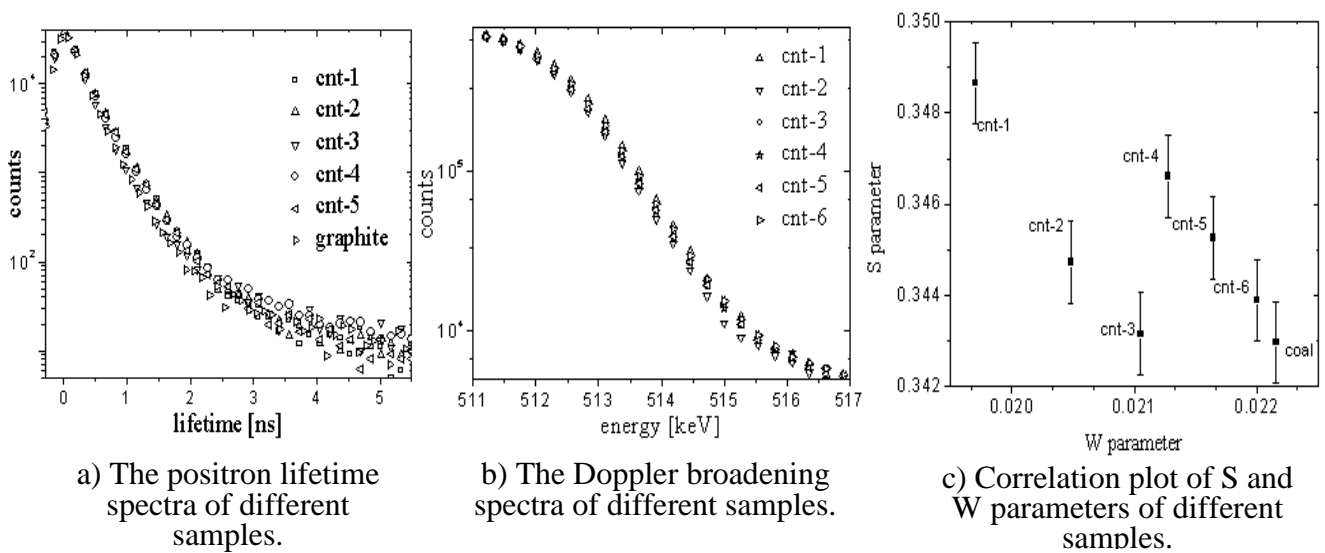 counts
10⁴
10²
0
1
2
3
4
5
lifetime [ns]
cnt-1
cnt-2
cnt-3
cnt-4
cnt-5
graphite
a) The positron lifetime
spectra of different
samples.
counts
10⁵
10⁴
511
512
513
514
515
516
517
energy [keV]
cnt-1
cnt-2
cnt-3
cnt-4
cnt-5
cnt-6
b) The Doppler broadening
spectra of different samples.
S parameter
0.350
0.348
0.346
0.344
0.342
0.020
0.021
0.022
W parameter
cnt-1
cnt-4
cnt-2
cnt-5
cnt-6
cnt-3
coal
c) Correlation plot of S and
W parameters of different
samples.